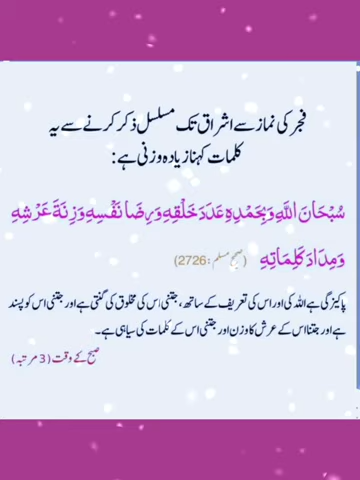 فجر کی نماز سے اشراق تک مسلسل ذکر کرنے سے یہ
کلمات کہنا زیادہ وزنی ہے:
سُبْحَانَ اللَّهِ وَبِحَمْدِهِ عَدَدَ خَلْقِهِ وَرِضَا نَفْسِهِ وَزِنَةَ عَرْشِهِ
وَمِدَادَ كَلِمَاتِهِ (صحیح مسلم: 2726)
پاکیزگی ہے اللہ کی اور اس کی تعریف کے ساتھ، جتنی اس کی مخلوق کی گنتی ہے اور جتنی اس کو پسند
ہے اور جتنا اس کے عرش کا وزن اور جتنی اس کے کلمات کی سیاہی ہے۔
صبح کے وقت (3 مرتبہ)